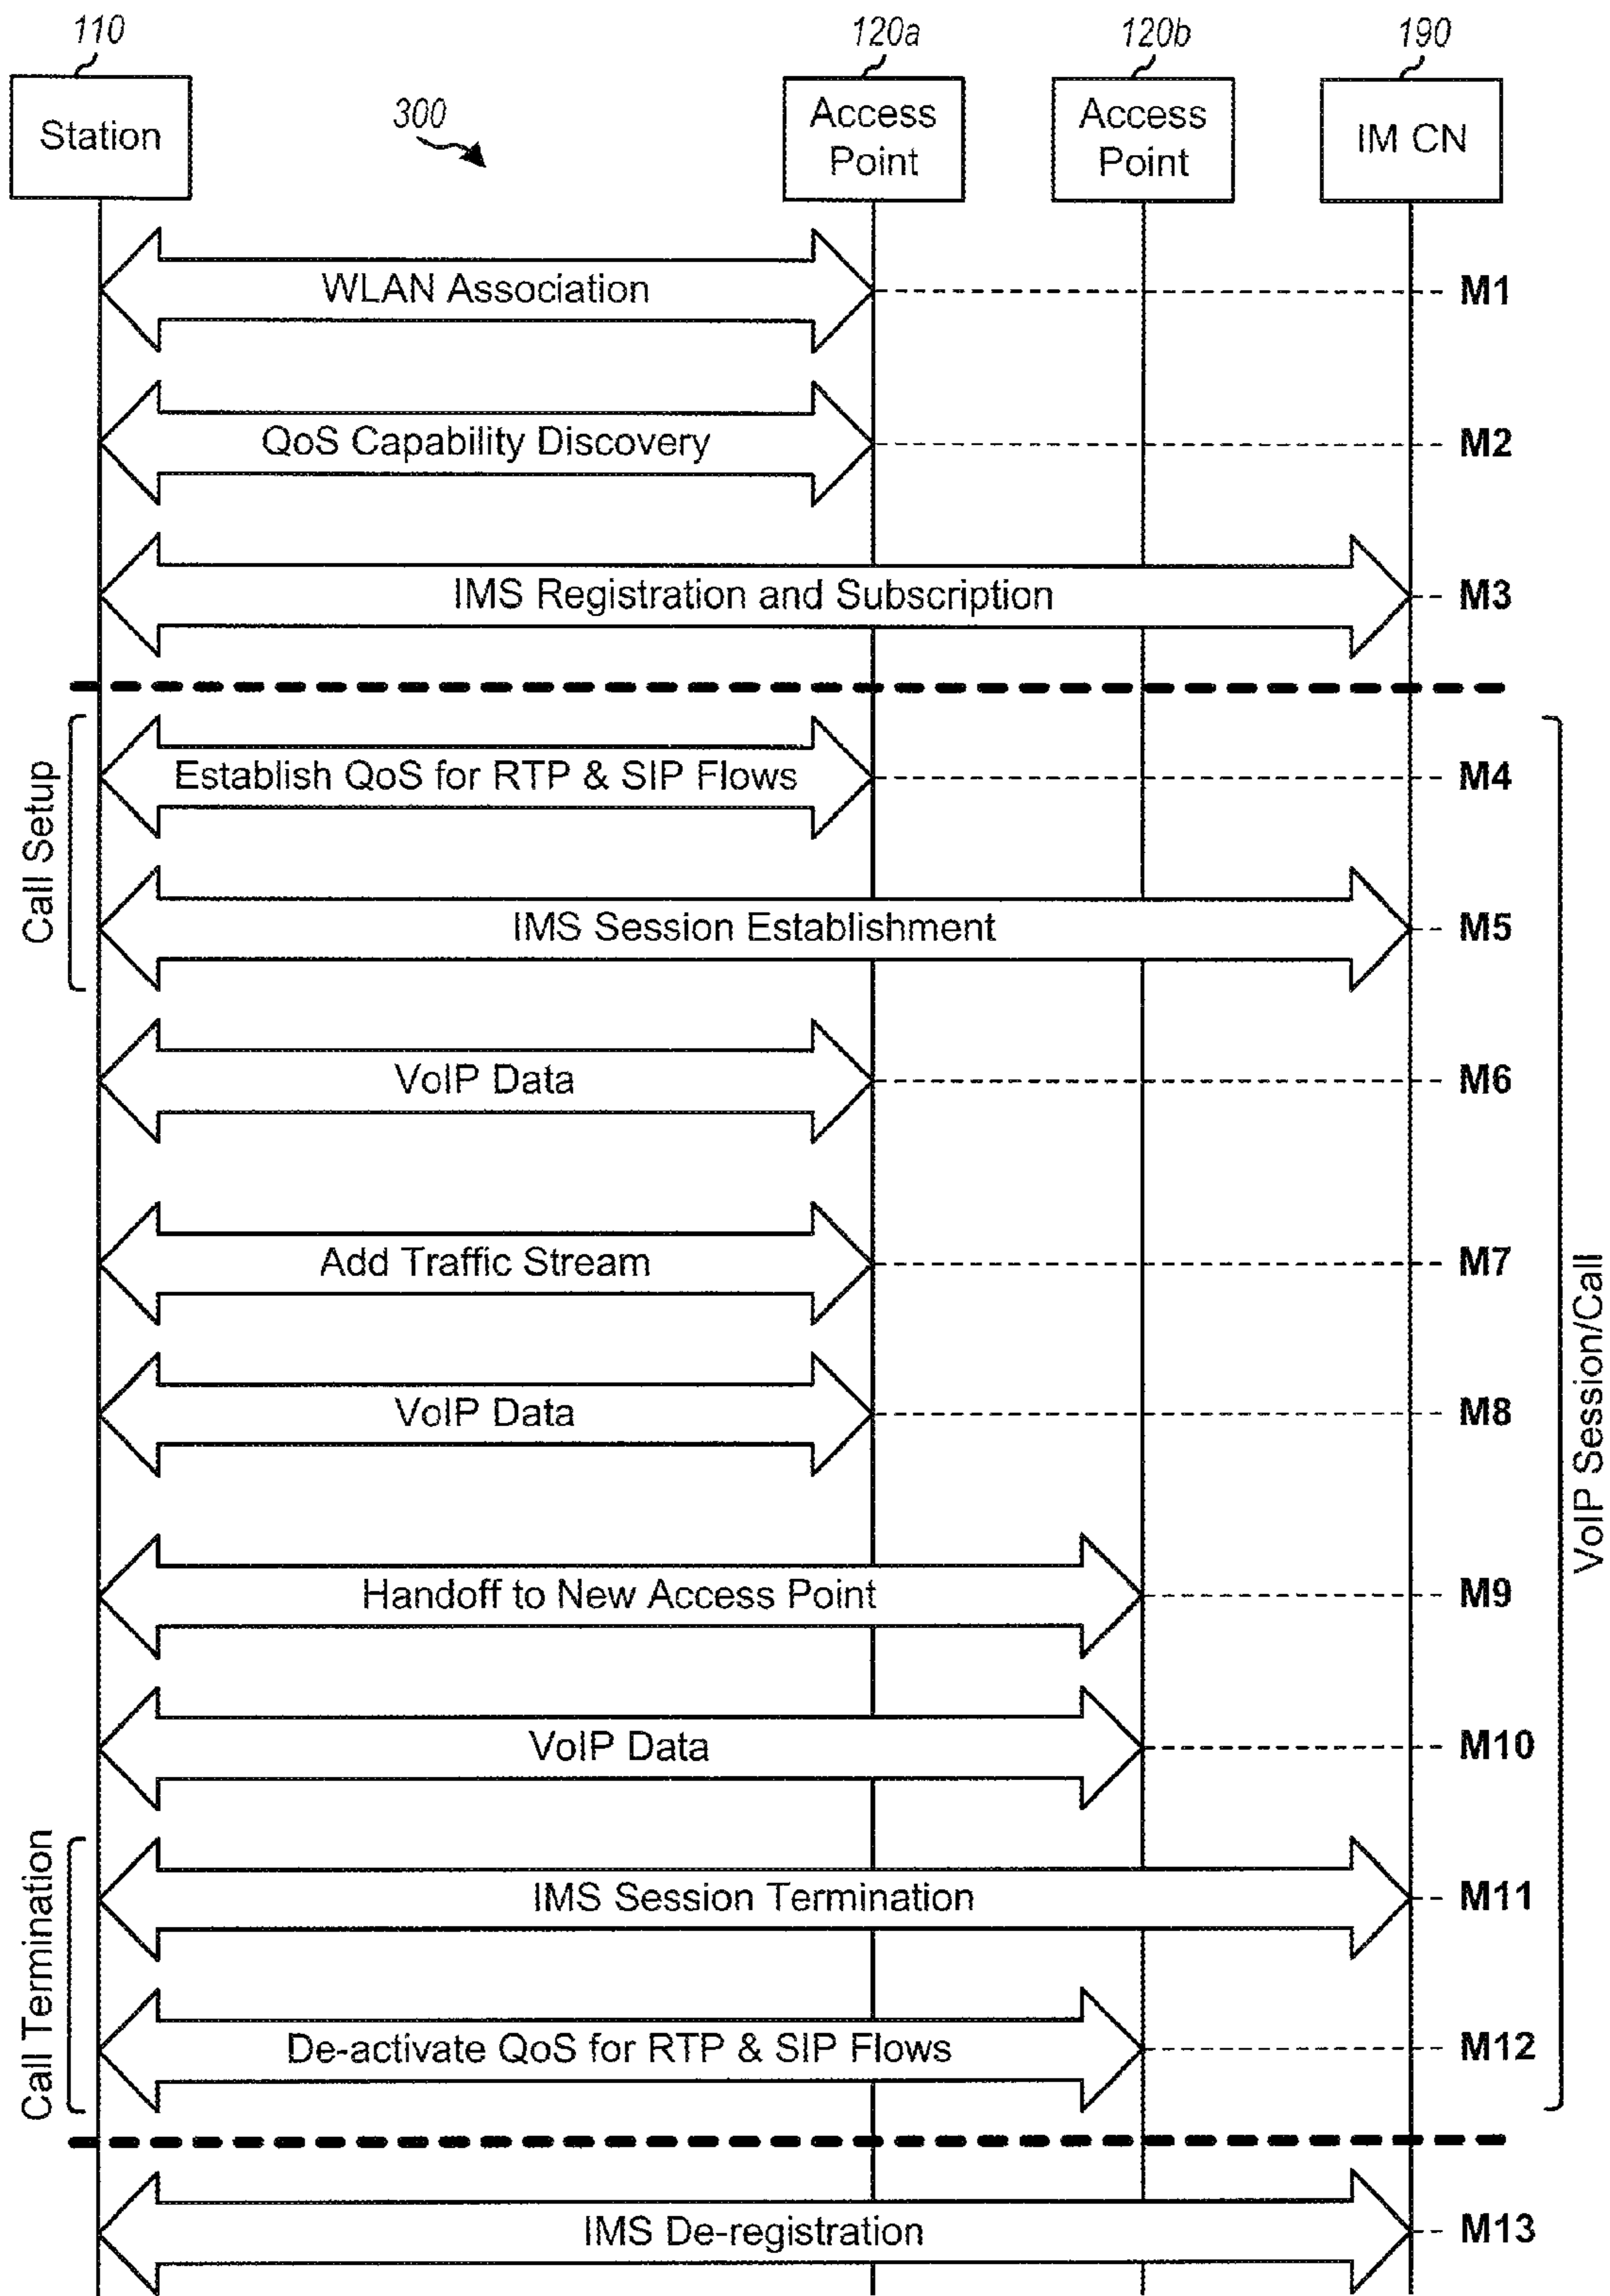 110
120a
120b
190
Station
300
Access
Point
Access
Point
IM CN
WLAN Association
M1
QoS Capability Discovery
M2
IMS Registration and Subscription
M3
Call Setup
Establish QoS for RTP & SIP Flows
M4
IMS Session Establishment
M5
VoIP Data
M6
Add Traffic Stream
M7
VoIP Data
M8
VoIP Session/Call
Handoff to New Access Point
M9
VoIP Data
M10
Call Termination
IMS Session Termination
M11
De-activate QoS for RTP & SIP Flows
M12
IMS De-registration
M13